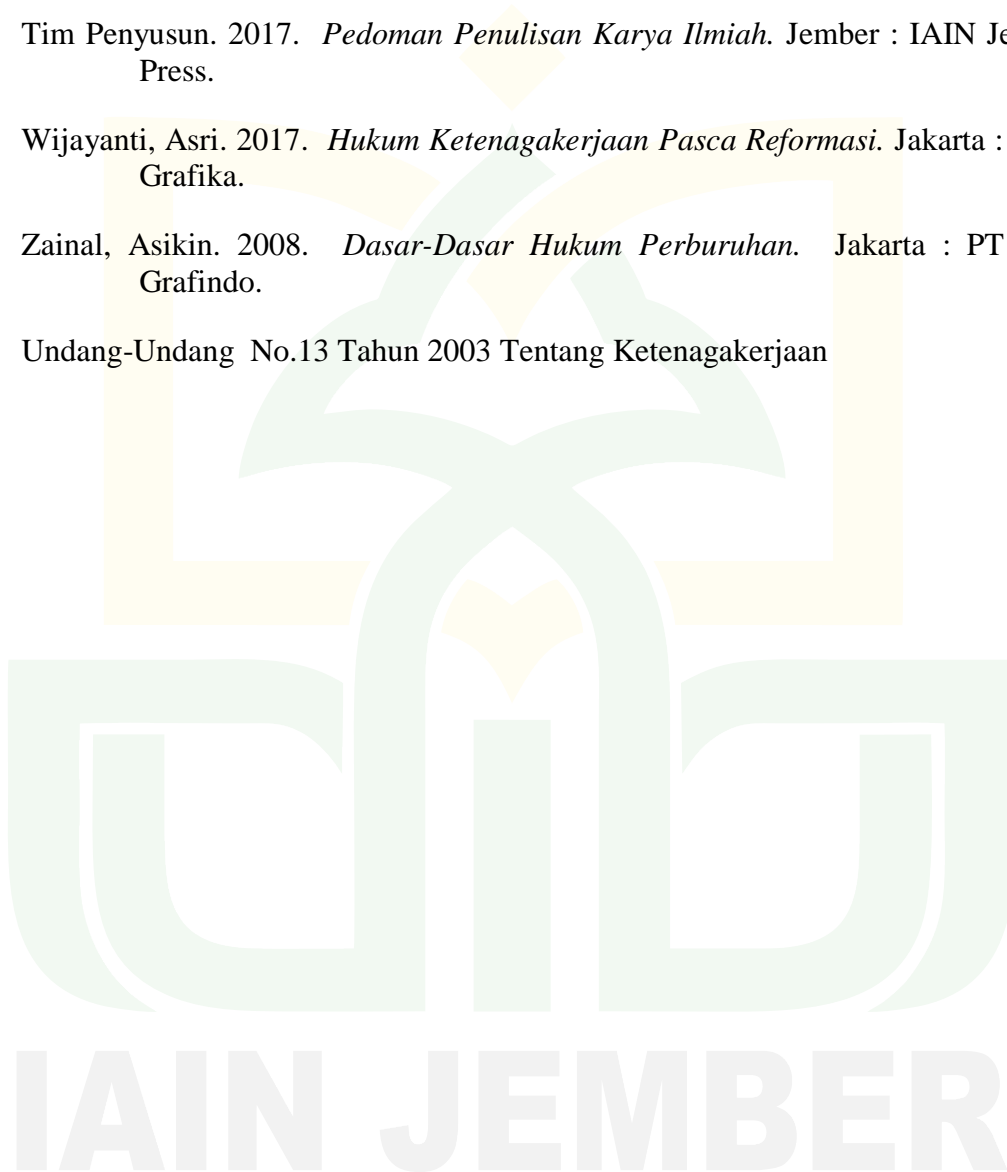 Tim Penyusun. 2017. Pedoman Penulisan Karya Ilmiah. Jember : IAIN Je
Press.
Wijayanti, Asri. 2017. Hukum Ketenagakerjaan Pasca Reformasi. Jakarta :
Grafika.
Zainal, Asikin. 2008. Dasar-Dasar Hukum Perburuhan. Jakarta : PT
Grafindo.
Undang-Undang No.13 Tahun 2003 Tentang Ketenagakerjaan
IAIN JEMBER